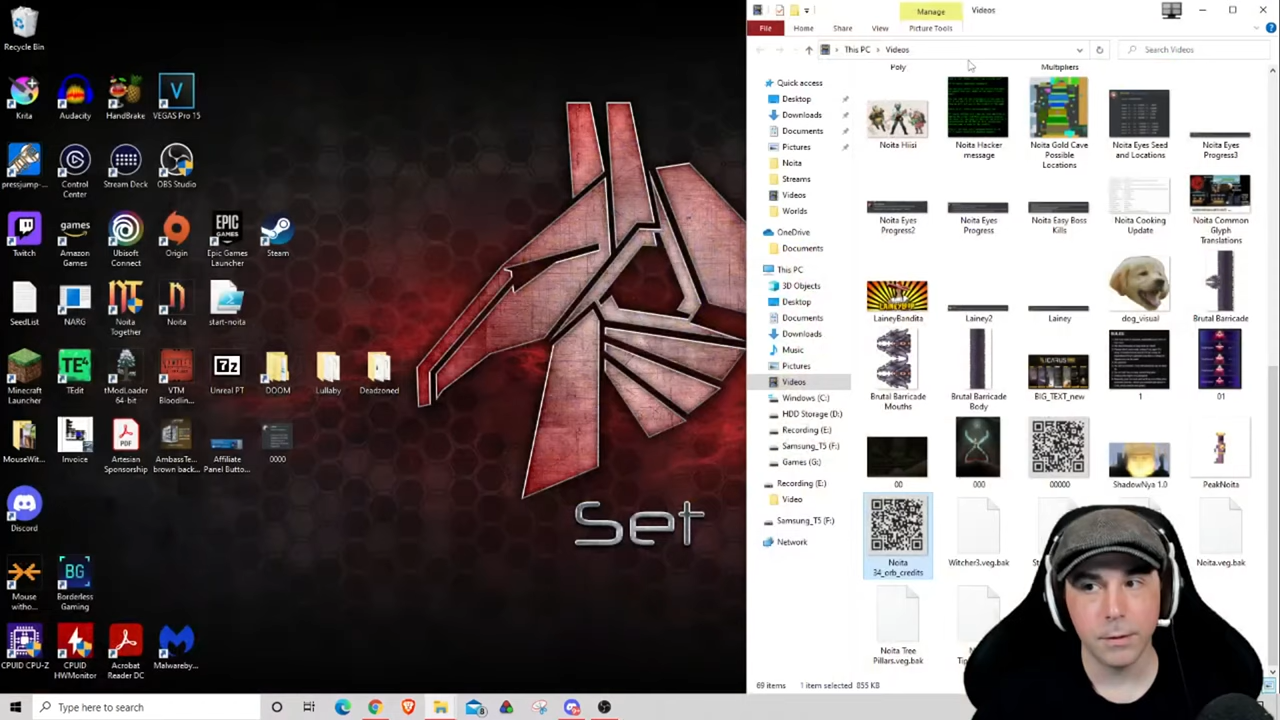 Manage
Videos
File
Home
Share
View
Picture Tools
This PC
Videos
Search Videos
Recycle Bin
Krita
Audacity
HandBrake
VEGAS Pro 15
pressjump-...
Control Center
Stream Deck
OBS Studio
Twitch
Amazon Games
Ubisoft Connect
Origin
Epic Games Launcher
Steam
SeedList
NARG
Noita Together
Noita
start-noita
Minecraft Launcher
TEdit
tModLoader 64-bit
VTM Bloodlin...
Unreal PT
DOOM
Lullaby
Deadzoned
MouseWit...
Invoice
Artesian Sponsorship
AmbassTe... brown back...
Affiliate Panel Butto...
0000
Discord
Mouse witho...
Borderless Gaming
CPUID CPU-Z
CPUID HWMonitor
Acrobat Reader DC
Malwareby...
Set
Quick access
Desktop
Downloads
Documents
Pictures
Noita
Streams
Videos
Worlds
OneDrive
Documents
This PC
3D Objects
Desktop
Documents
Downloads
Music
Pictures
Videos
Windows (C:)
HDD Storage (D:)
Recording (E:)
Samsung_T5 (F:)
Games (G:)
Recording (E:)
Video
Samsung_T5 (F:)
Network
Poly
Multipliers
Noita Hiisi
Noita Hacker message
Noita Gold Cave Possible Locations
Noita Eyes Seed and Locations
Noita Eyes Progress3
Noita Eyes Progress2
Noita Eyes Progress
Noita Easy Boss Kills
Noita Cooking Update
Noita Common Glyph Translations
LaineyBandita
Lainey2
Lainey
dog_visual
Brutal Barricade
Brutal Barricade Mouths
Brutal Barricade Body
BIG_TEXT_new
1
01
00
000
00000
ShadowNya 1.0
PeakNoita
Noita 34_orb_credits
Witcher3.veg.bak
Noita.veg.bak
Noita Tree Pillars.veg.bak
69 items
1 item selected 855 KB
Type here to search